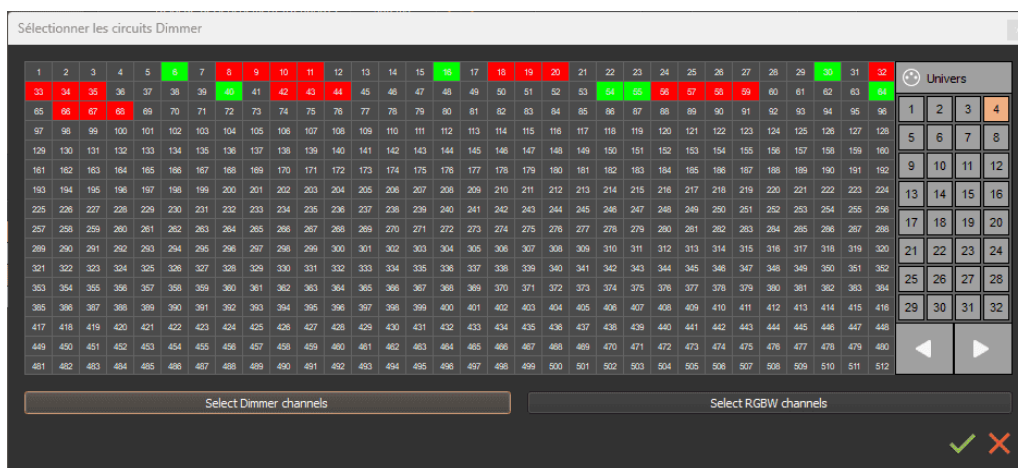 Sélectionner les circuits Dimmer
1 2 3 4 5 6 7 8 9 10 11 12 13 14 15 16 17 18 19 20 21 22 23 24 25 26 27 28 29 30 31 32
33 34 35 36 37 38 39 40 41 42 43 44 45 46 47 48 49 50 51 52 53 54 55 56 57 58 59 60 61 62 63 64
65 66 67 68 69 70 71 72 73 74 75 76 77 78 79 80 81 82 83 84 85 86 87 88 89 90 91 92 93 94 95 96
97 98 99 100 101 102 103 104 105 106 107 108 109 110 111 112 113 114 115 116 117 118 119 120 121 122 123 124 125 126 127 128
129 130 131 132 133 134 135 136 137 138 139 140 141 142 143 144 145 146 147 148 149 150 151 152 153 154 155 156 157 158 159 160
161 162 163 164 165 166 167 168 169 170 171 172 173 174 175 176 177 178 179 180 181 182 183 184 185 186 187 188 189 190 191 192
193 194 195 196 197 198 199 200 201 202 203 204 205 206 207 208 209 210 211 212 213 214 215 216 217 218 219 220 221 222 223 224
225 226 227 228 229 230 231 232 233 234 235 236 237 238 239 240 241 242 243 244 245 246 247 248 249 250 251 252 253 254 255 256
257 258 259 260 261 262 263 264 265 266 267 268 269 270 271 272 273 274 275 276 277 278 279 280 281 282 283 284 285 286 287 288
289 290 291 292 293 294 295 296 297 298 299 300 301 302 303 304 305 306 307 308 309 310 311 312 313 314 315 316 317 318 319 320
321 322 323 324 325 326 327 328 329 330 331 332 333 334 335 336 337 338 339 340 341 342 343 344 345 346 347 348 349 350 351 352
353 354 355 356 357 358 359 360 361 362 363 364 365 366 367 368 369 370 371 372 373 374 375 376 377 378 379 380 381 382 383 384
385 386 387 388 389 390 391 392 393 394 395 396 397 398 399 400 401 402 403 404 405 406 407 408 409 410 411 412 413 414 415 416
417 418 419 420 421 422 423 424 425 426 427 428 429 430 431 432 433 434 435 436 437 438 439 440 441 442 443 444 445 446 447 448
449 450 451 452 453 454 455 456 457 458 459 460 461 462 463 464 465 466 467 468 469 470 471 472 473 474 475 476 477 478 479 480
481 482 483 484 485 486 487 488 489 490 491 492 493 494 495 496 497 498 499 500 501 502 503 504 505 506 507 508 509 510 511 512
Univers
1 2 3 4
5 6 7 8
9 10 11 12
13 14 15 16
17 18 19 20
21 22 23 24
25 26 27 28
29 30 31 32
Select Dimmer channels
Select RGBW channels